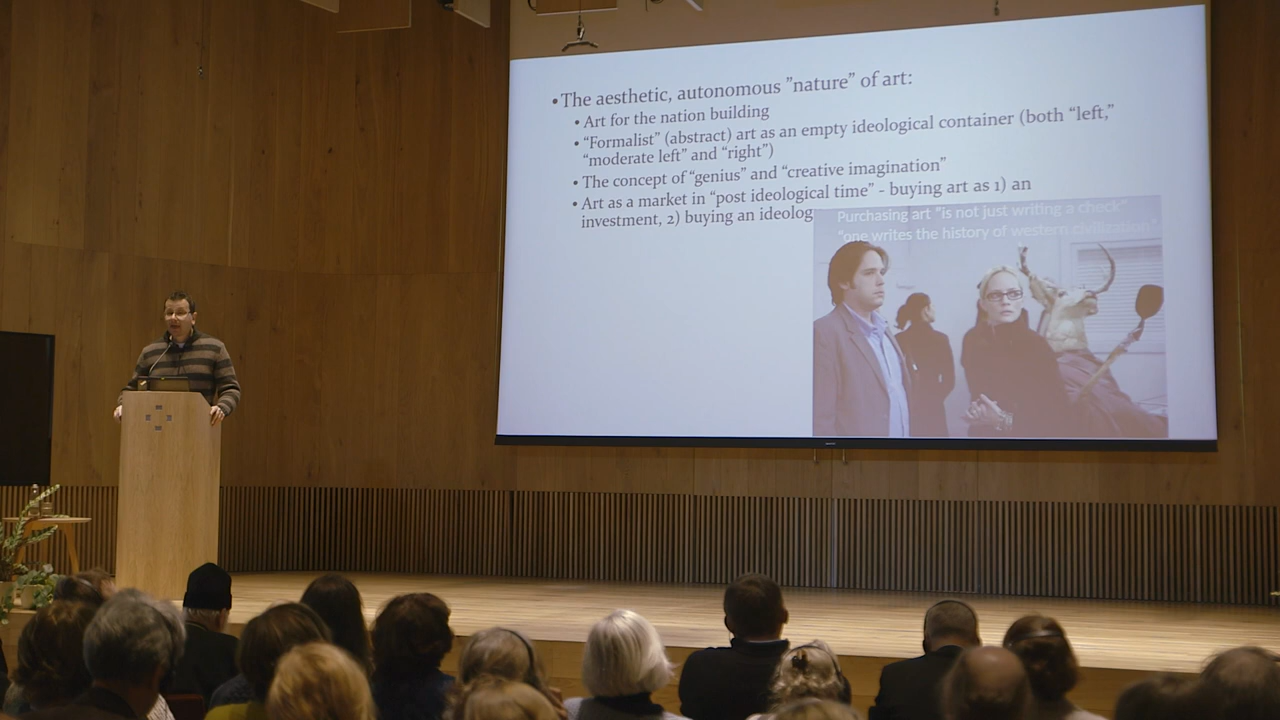 •The aesthetic, autonomous ”nature” of art:
• Art for the nation building
• “Formalist” (abstract) art as an empty ideological container (both “left,”
“moderate left” and “right”)
• The concept of “genius” and “creative imagination”
• Art as a market in “post ideological time” - buying art as 1) an
investment, 2) buying an ideolog
Purchasing art “is not just writing a check”
“one writes the history of western civilization”